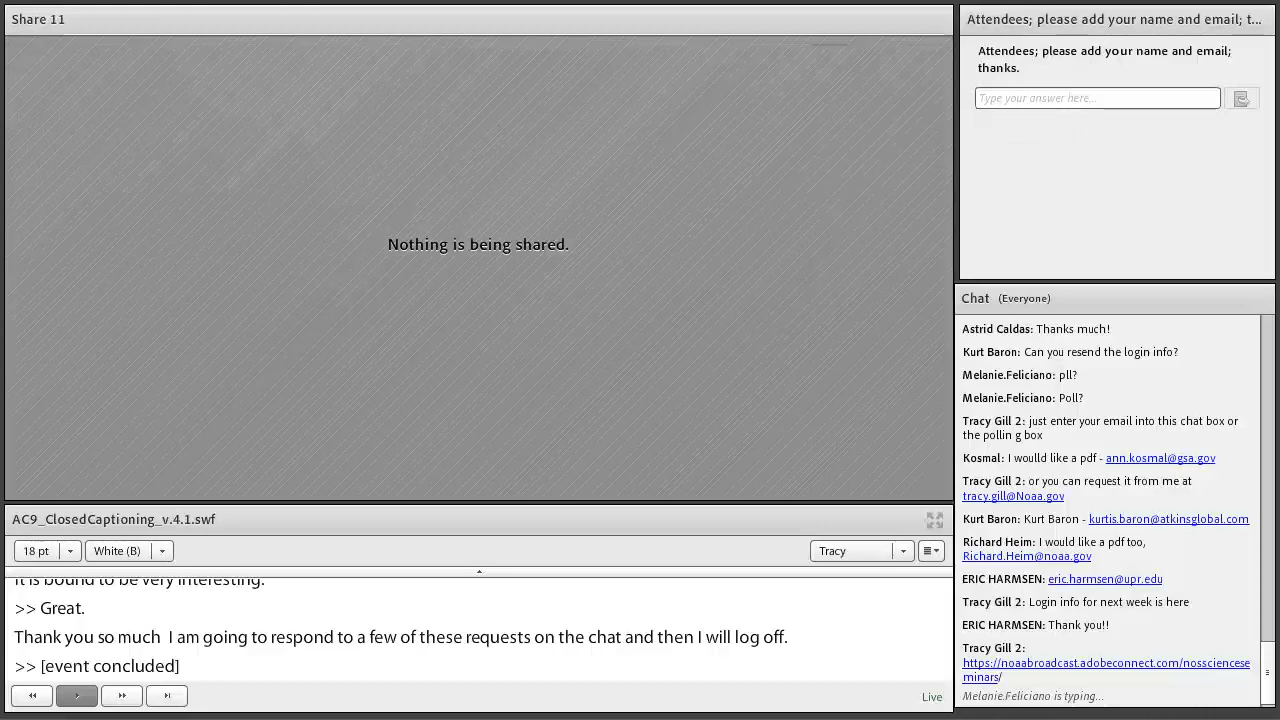 Share 11
Nothing is being shared.
AC9_ClosedCaptioning_v.4.1.swf
18 pt
White (B)
Tracy
It is bound to be very interesting.
>> Great.
Thank you so much  I am going to respond to a few of these requests on the chat and then I will log off.
>> [event concluded]
Live
Attendees; please add your name and email; t...
Attendees; please add your name and email;
thanks.
Type your answer here...
Chat (Everyone)
Astrid Caldas: Thanks much!
Kurt Baron: Can you resend the login info?
Melanie.Feliciano: pll?
Melanie.Feliciano: Poll?
Tracy Gill 2: just enter your email into this chat box or
the pollin g box
Kosmal: I woulld like a pdf - ann.kosmal@gsa.gov
Tracy Gill 2: or you can request it from me at
tracy.gill@Noaa.gov
Kurt Baron: Kurt Baron - kurtis.baron@atkinsglobal.com
Richard Heim: I would like a pdf too,
Richard.Heim@noaa.gov
ERIC HARMSEN: eric.harmsen@upr.edu
Tracy Gill 2: Login info for next week is here
ERIC HARMSEN: Thank you!!
Tracy Gill 2:
https://noaabroadcast.adobeconnect.com/nosscience
minars/
Melanie.Feliciano is typing...